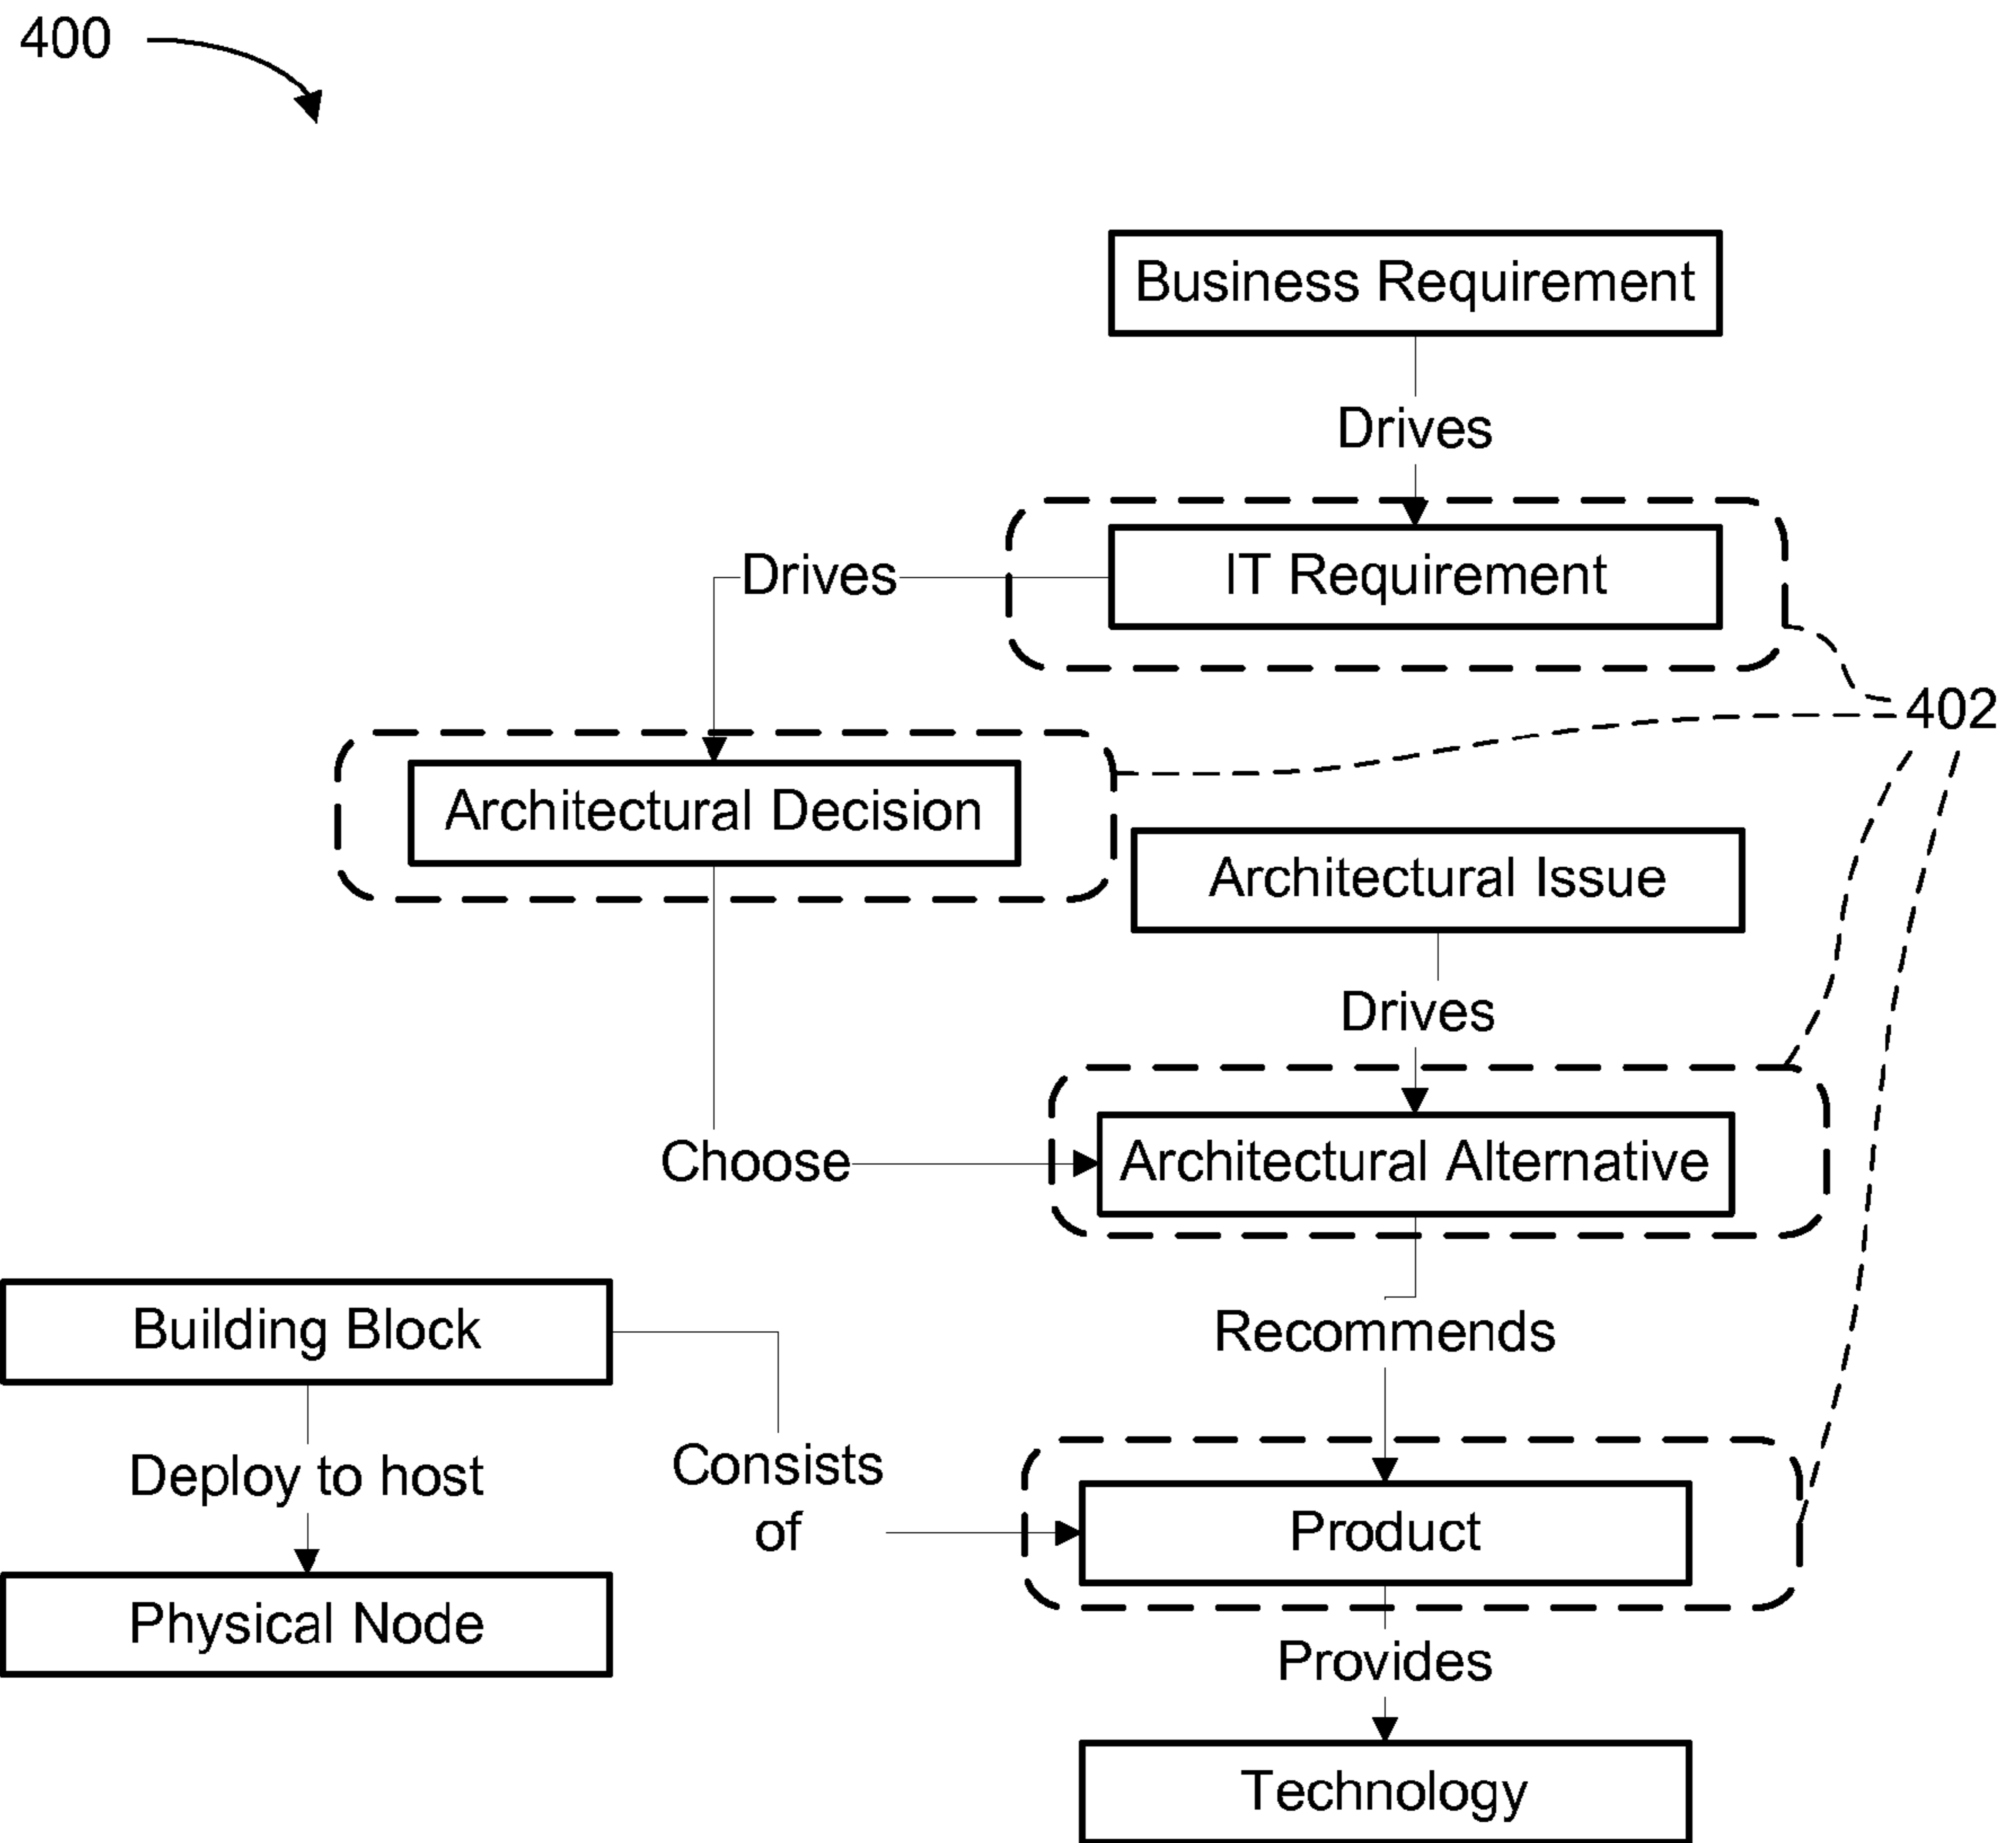 400
Business Requirement
Drives
IT Requirement
Drives
402
Architectural Decision
Architectural Issue
Drives
Choose
Architectural Alternative
Building Block
Recommends
Deploy to host
Consists
of
Product
Physical Node
Provides
Technology